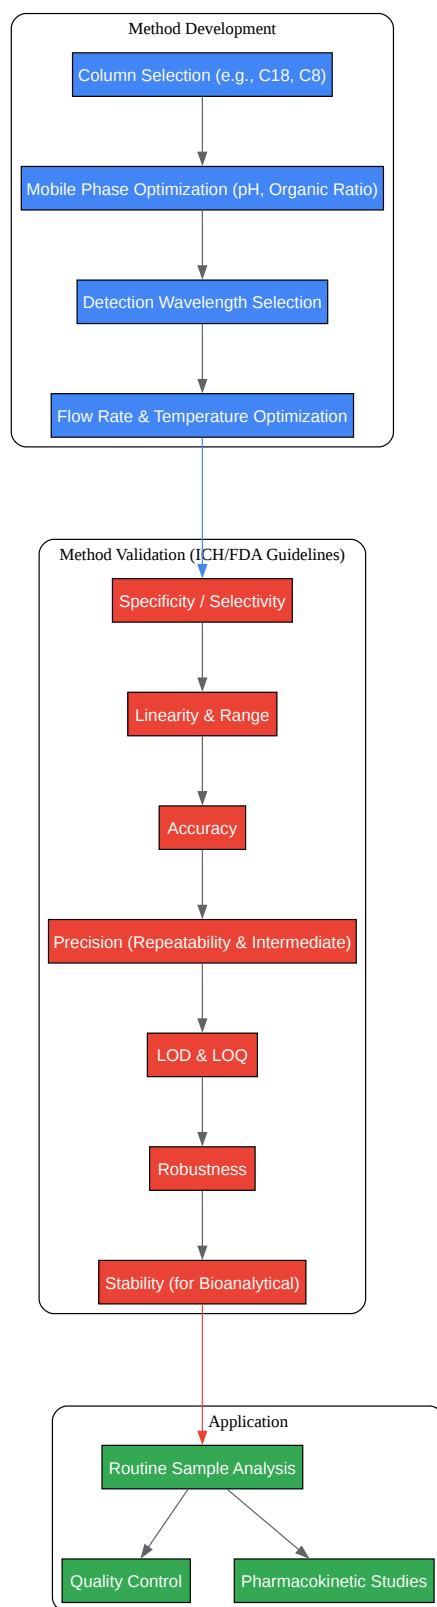 Method Development
Column Selection (e.g., C18, C8)
Mobile Phase Optimization (pH, Organic Ratio)
Detection Wavelength Selection
Flow Rate & Temperature Optimization
Method Validation (ICH/FDA Guidelines)
Specificity / Selectivity
Linearity & Range
Accuracy
Precision (Repeatability & Intermediate)
LOD & LOQ
Robustness
Stability (for Bioanalytical)
Application
Routine Sample Analysis
Quality Control
Pharmacokinetic Studies